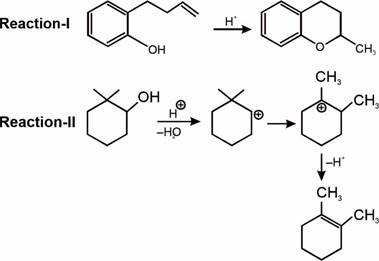 Reaction-I
OH
H⁺
O
CH₃
Reaction-II
OH
H⊕
–H₂O
⊕
CH₃
⊕
CH₃
–H⁺
CH₃
CH₃